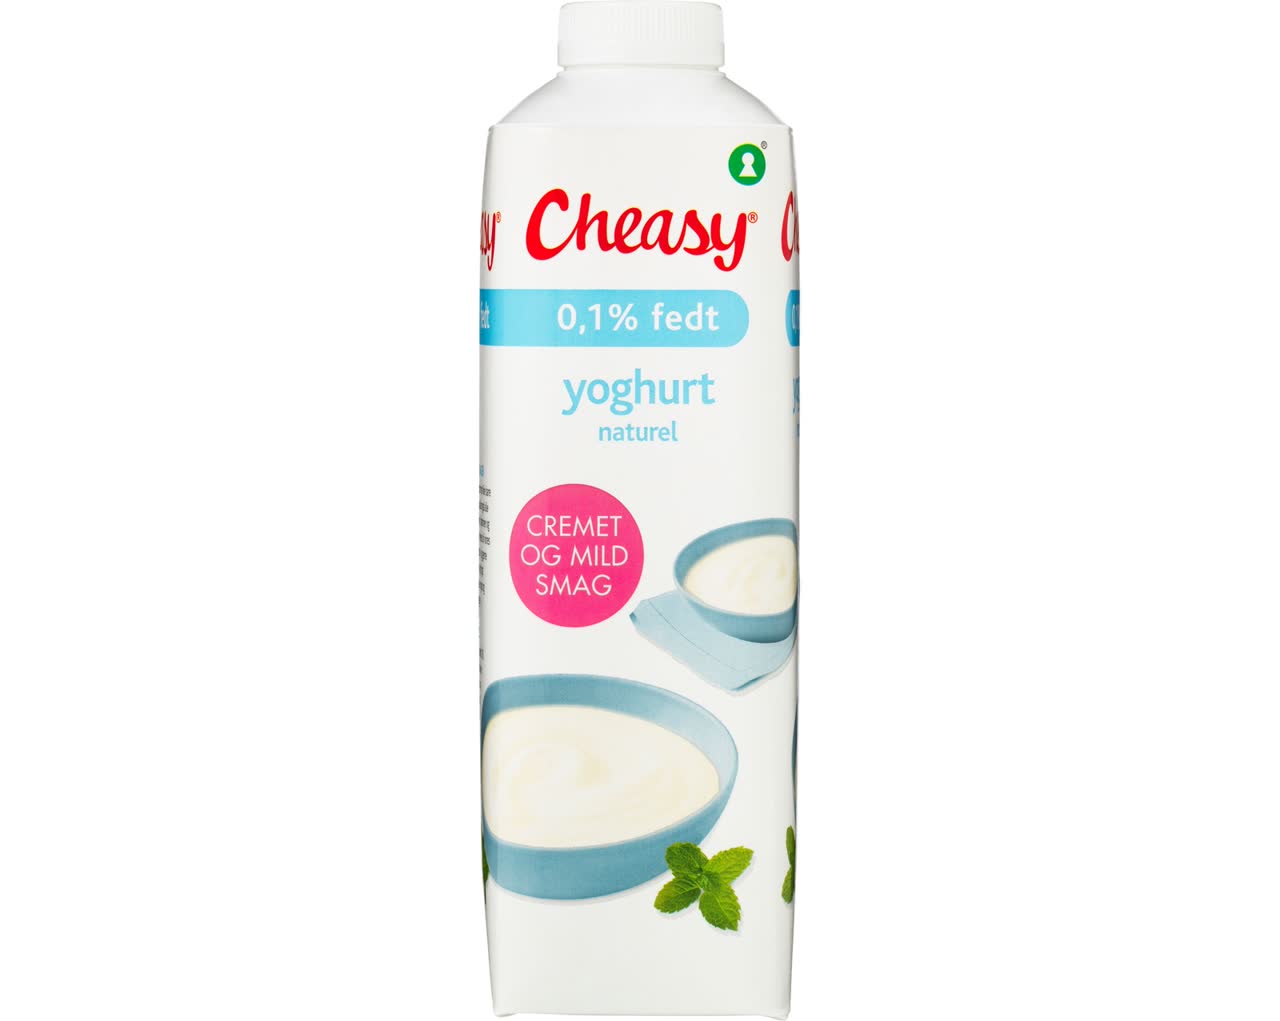 Cheasy®
0,1% fedt
yoghurt
naturel
CREMET
OG MILD
SMAG